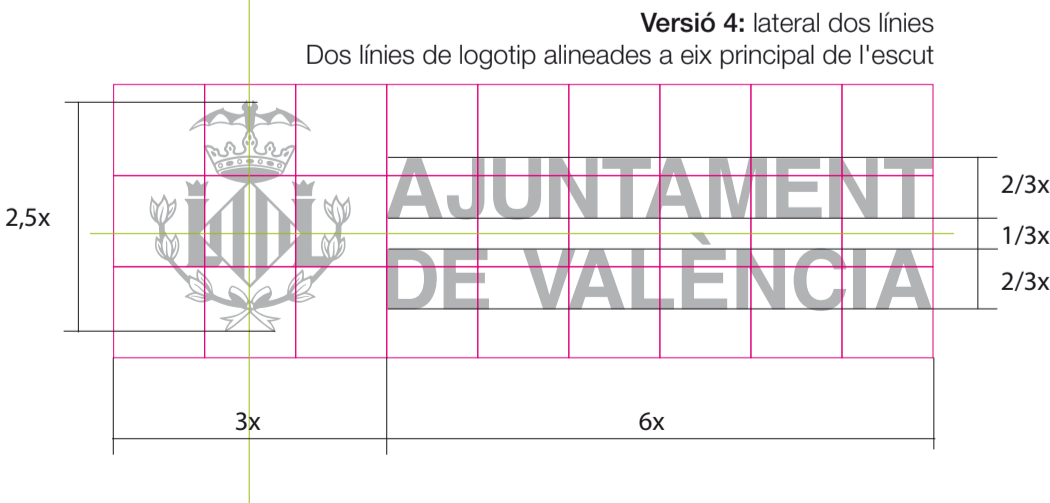 Versió 4: lateral dos línies
Dos línies de logotip alineades a eix principal de l'escut
2,5x
AJUNTAMENT
DE VALÈNCIA
2/3x
1/3x
2/3x
3x
6x